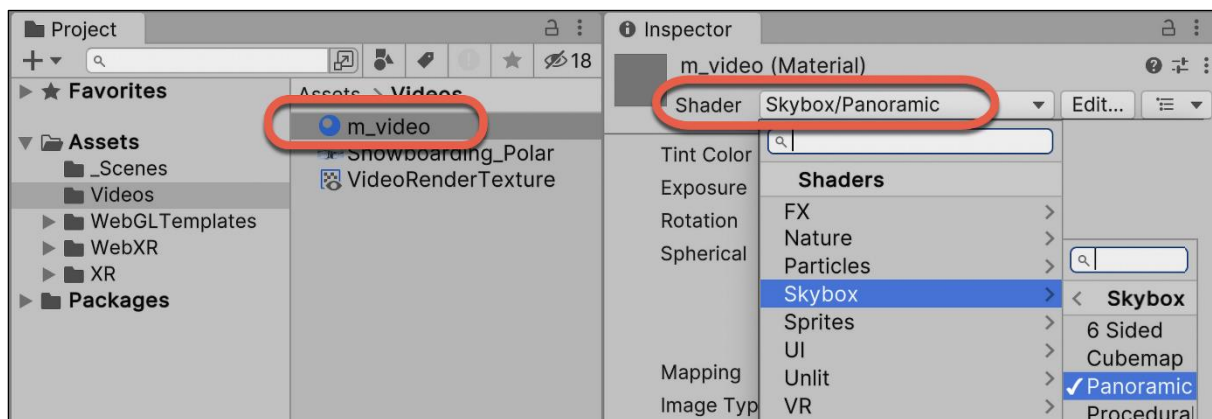 Project
18
Favorites
Assets > Videos
m_video
Snowboarding_Polar
VideoRenderTexture
Assets
_Scenes
Videos
WebGLTemplates
WebXR
XR
Packages
Inspector
m_video (Material)
Shader Skybox/Panoramic Edit...
Tint Color
Exposure
Rotation
Spherical
Mapping
Image Typ
Shaders
FX
Nature
Particles
Skybox
Sprites
UI
Unlit
VR
Skybox
6 Sided
Cubemap
Panoramic
Procedural